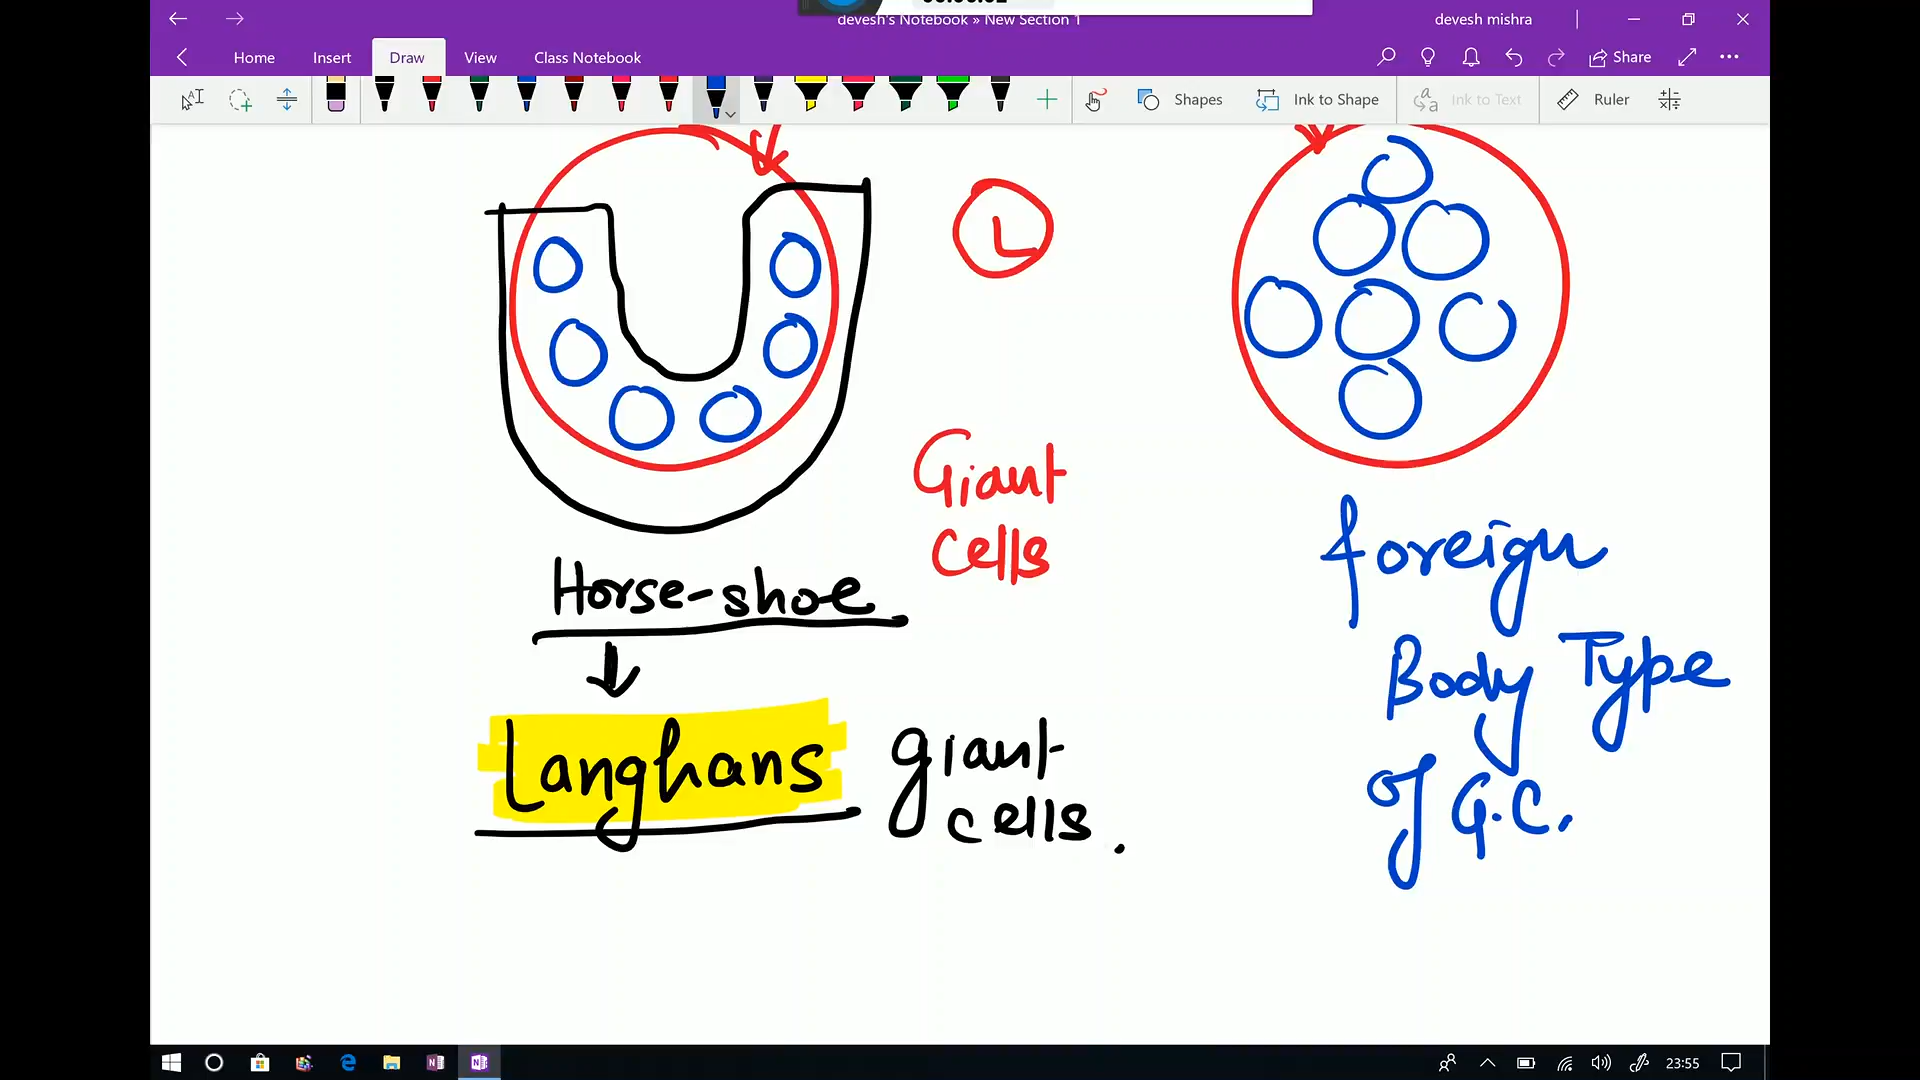 devesh's Notebook » New Section 1
devesh mishra
Home Insert Draw View Class Notebook
Share
Shapes Ink to Shape Ink to Text Ruler
L
Giant
cells
Horse-shoe
Langhans giant
cells.
foreign
Body Type
of G.C.
23:55